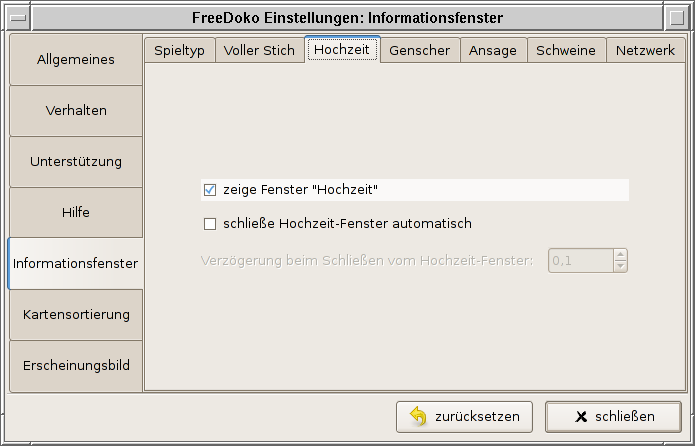 FreeDoko Einstellungen: Informationsfenster
Allgemeines
Verhalten
Unterstützung
Hilfe
Informationsfenster
Kartensortierung
Erscheinungsbild
Spieltyp Voller Stich Hochzeit Genscher Ansage Schweine Netzwerk
zeige Fenster "Hochzeit"
schließe Hochzeit-Fenster automatisch
Verzögerung beim Schließen vom Hochzeit-Fenster: 0,1
zurücksetzen schließen